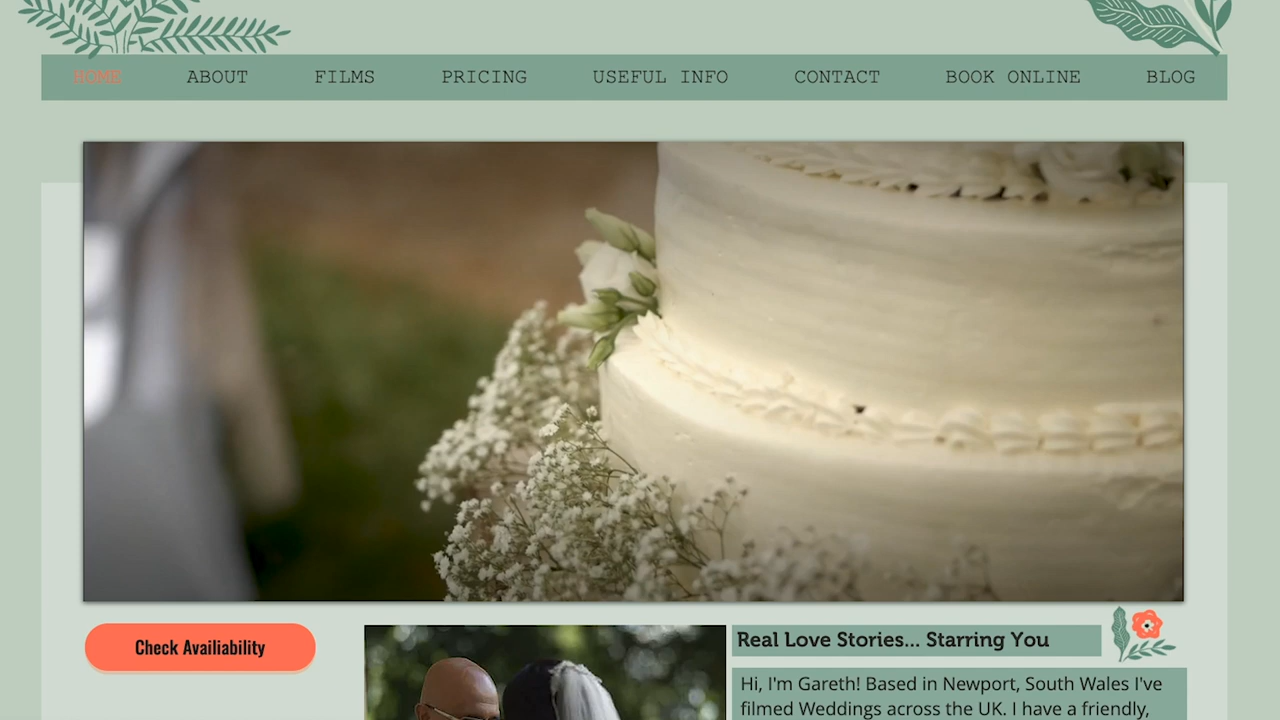 HOME ABOUT FILMS PRICING USEFUL INFO CONTACT BOOK ONLINE BLOG
Check Availiability
Real Love Stories... Starring You
Hi, I'm Gareth! Based in Newport, South Wales I've
filmed Weddings across the UK. I have a friendly,